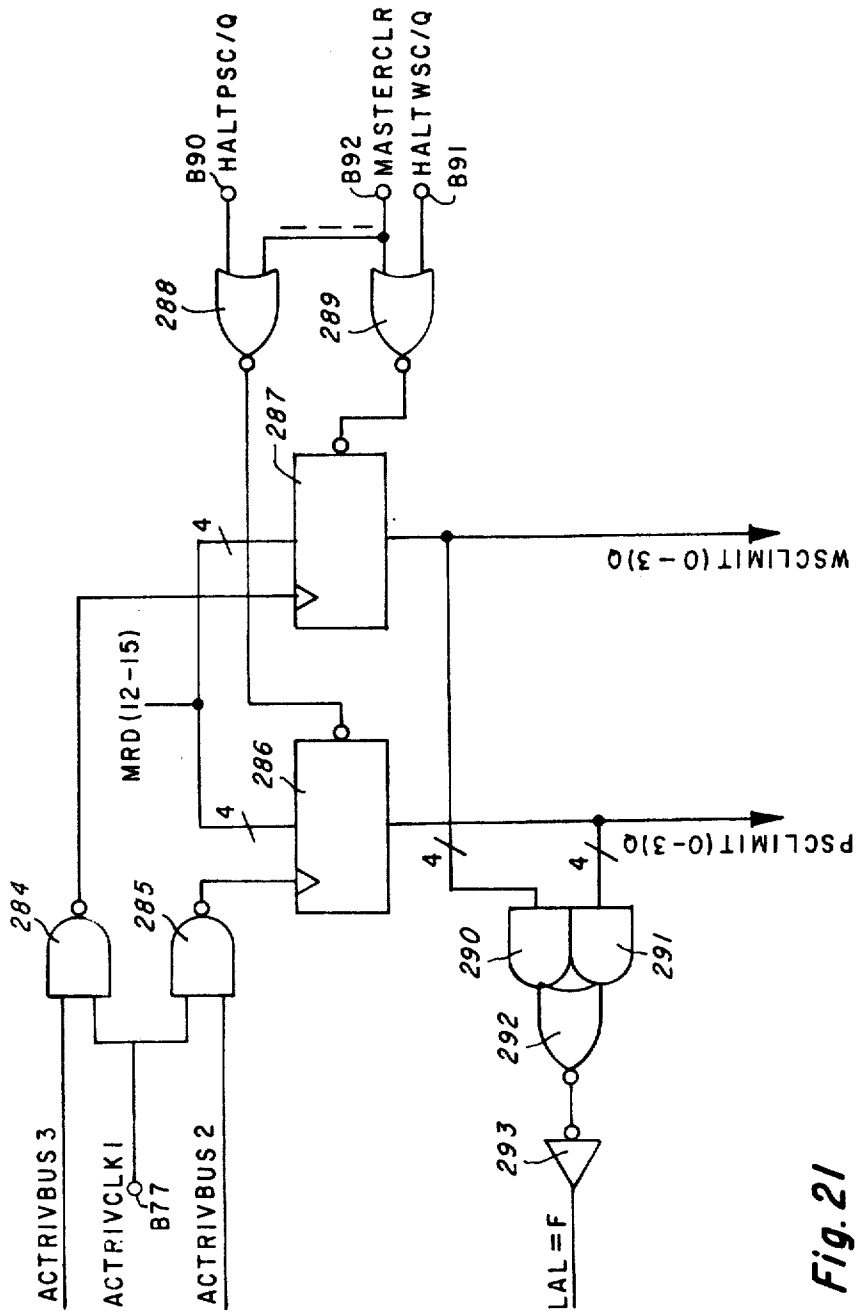 ACTRIVBUS 3
ACTRIVCLK1
B77
ACTRIVBUS 2
284
285
MRD(12-15)
4
4
286
287
288
289
B90
HALTPSC/Q
B92
MASTERCLR
HALTWSC/Q
B91
4
4
290
291
292
293
LAL=F
PSCLIMIT(0-3)Q
WSCLIMIT(0-3)Q
Fig. 21